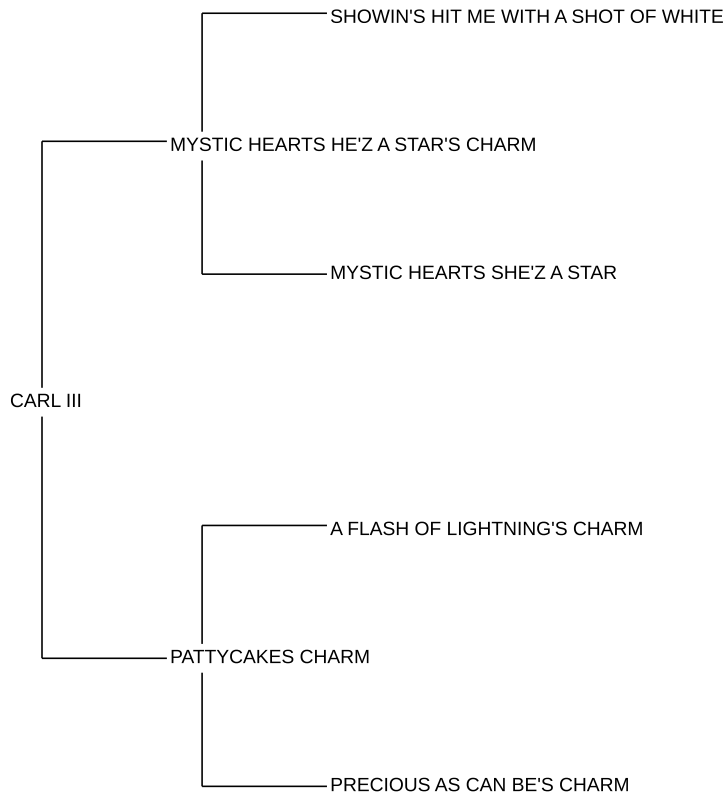 SHOWIN'S HIT ME WITH A SHOT OF WHITE
MYSTIC HEARTS HE'Z A STAR'S CHARM
MYSTIC HEARTS SHE'Z A STAR
CARL III
A FLASH OF LIGHTNING'S CHARM
PATTYCAKES CHARM
PRECIOUS AS CAN BE'S CHARM